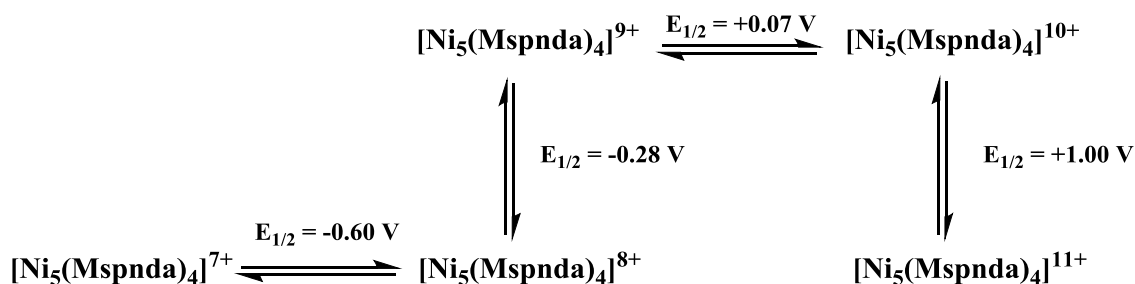 [Ni₅(Mspnda)₄]⁹⁺ E₁/₂ = +0.07 V [Ni₅(Mspnda)₄]¹⁰⁺
E₁/₂ = -0.28 V E₁/₂ = +1.00 V
E₁/₂ = -0.60 V
[Ni₅(Mspnda)₄]⁷⁺ [Ni₅(Mspnda)₄]⁸⁺ [Ni₅(Mspnda)₄]¹¹⁺